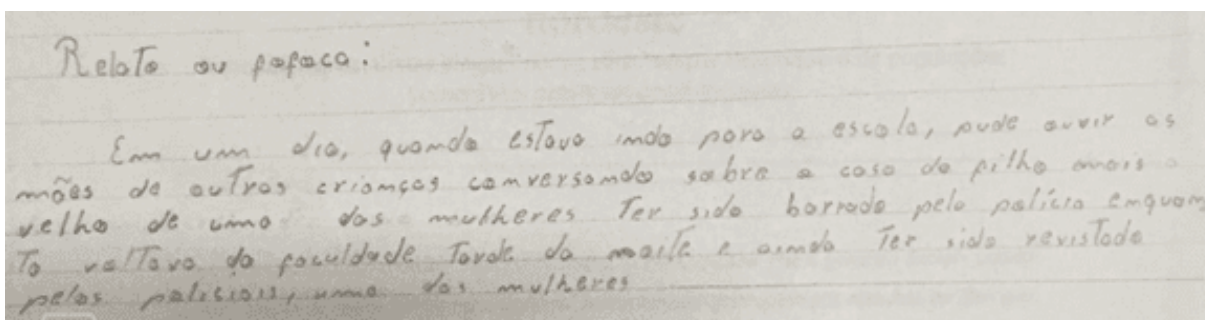 Relato ou fofoca:
Em um dia, quando estava indo para a escola, pude ouvir as
mães de outras crianças conversando sobre o caso do filho mais
velho de uma das mulheres Ter sido barrado pela polícia enquan
To voltava da faculdade Tarde da noite e ainda Ter sido revistado
pelos policiais, uma das mulheres